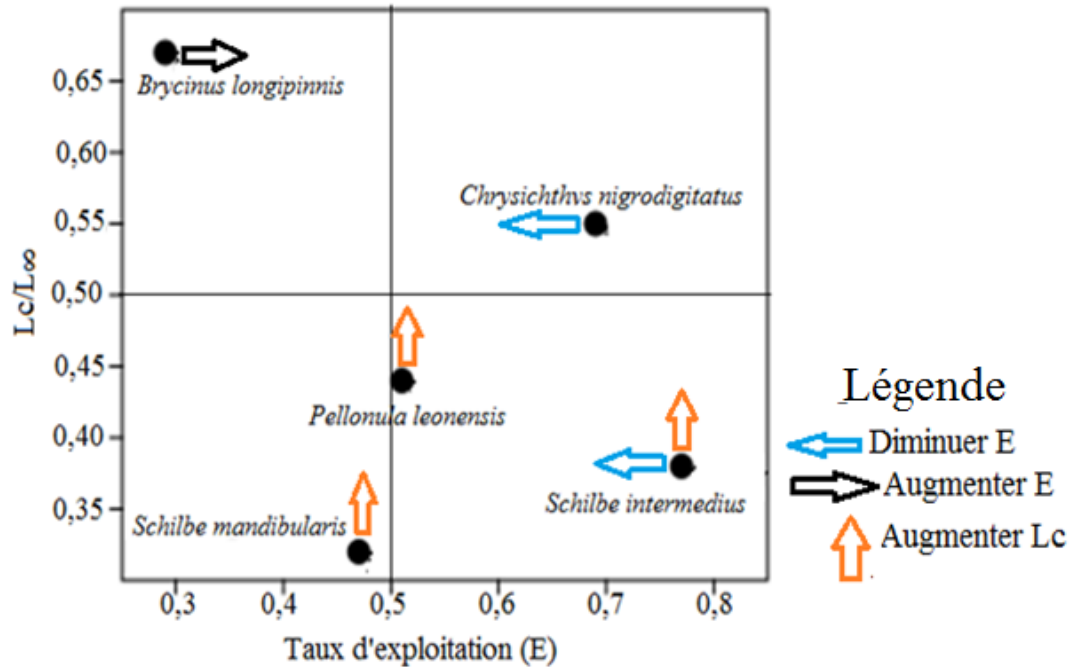 Lc/L∞
0,65
0,60
0,55
0,50
0,45
0,40
0,35
Brycinus longipinnis
Chrysichthys nigrodigitatus
Pellonula leonensis
Schilbe mandibularis
Schilbe intermedius
0,3
0,4
0,5
0,6
0,7
0,8
Taux d'exploitation (E)
Légende
Diminuer E
Augmenter E
Augmenter Lc